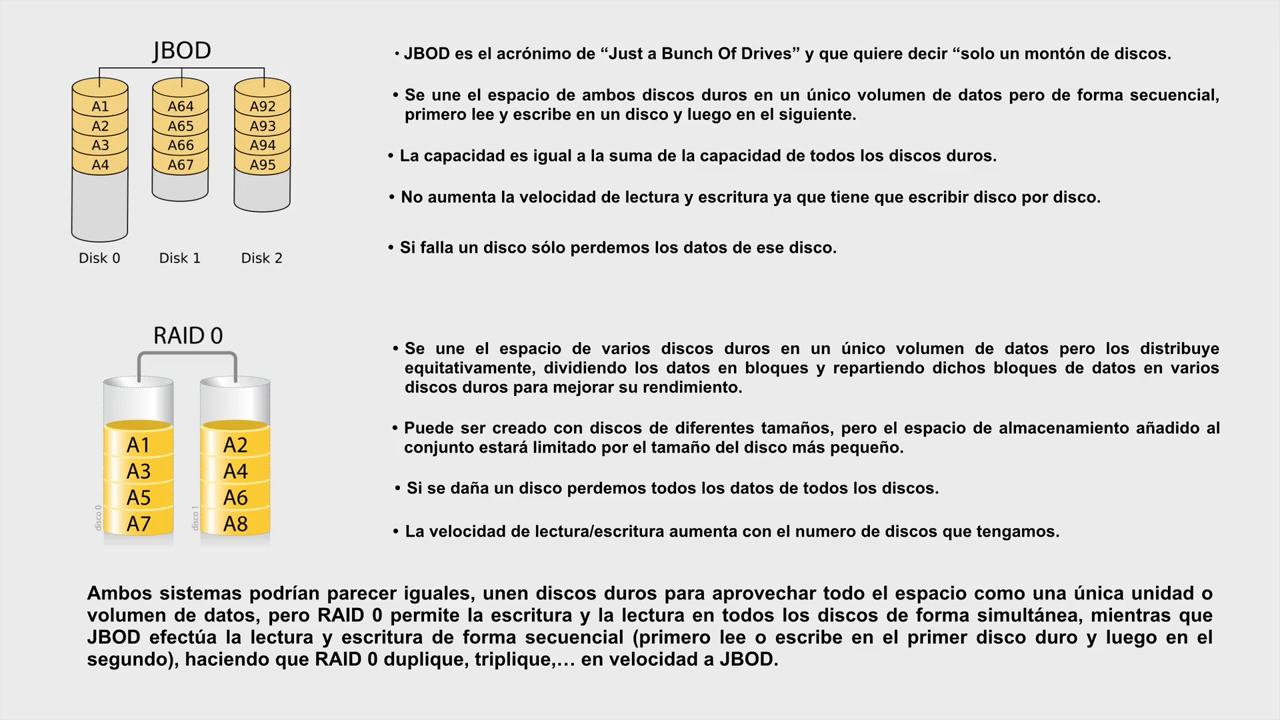 JBOD
A1 A64 A92
A2 A65 A93
A3 A66 A94
A4 A67 A95
Disk 0 Disk 1 Disk 2
• JBOD es el acrónimo de “Just a Bunch Of Drives” y que quiere decir “solo un montón de discos.
• Se une el espacio de ambos discos duros en un único volumen de datos pero de forma secuencial,
primero lee y escribe en un disco y luego en el siguiente.
• La capacidad es igual a la suma de la capacidad de todos los discos duros.
• No aumenta la velocidad de lectura y escritura ya que tiene que escribir disco por disco.
• Si falla un disco sólo perdemos los datos de ese disco.
RAID 0
A1 A2
A3 A4
A5 A6
A7 A8
disco 0 disco 1
• Se une el espacio de varios discos duros en un único volumen de datos pero los distribuye
equitativamente, dividiendo los datos en bloques y repartiendo dichos bloques de datos en varios
discos duros para mejorar su rendimiento.
• Puede ser creado con discos de diferentes tamaños, pero el espacio de almacenamiento añadido al
conjunto estará limitado por el tamaño del disco más pequeño.
• Si se daña un disco perdemos todos los datos de todos los discos.
• La velocidad de lectura/escritura aumenta con el numero de discos que tengamos.
Ambos sistemas podrían parecer iguales, unen discos duros para aprovechar todo el espacio como una única unidad o
volumen de datos, pero RAID 0 permite la escritura y la lectura en todos los discos de forma simultánea, mientras que
JBOD efectúa la lectura y escritura de forma secuencial (primero lee o escribe en el primer disco duro y luego en el
segundo), haciendo que RAID 0 duplique, triplique,… en velocidad a JBOD.